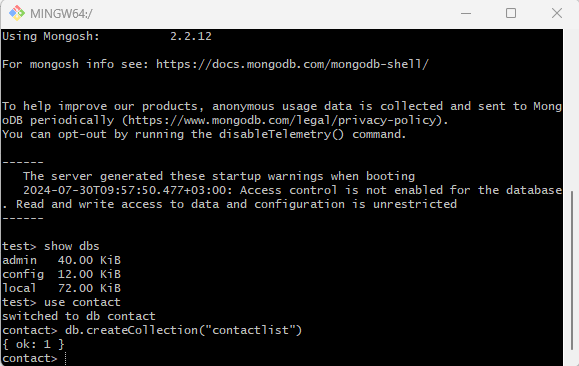 MINGW64:/
Using Mongosh:          2.2.12
For mongosh info see: https://docs.mongodb.com/mongodb-shell/
To help improve our products, anonymous usage data is collected and sent to Mong
oDB periodically (https://www.mongodb.com/legal/privacy-policy).
You can opt-out by running the disableTelemetry() command.
------
   The server generated these startup warnings when booting
   2024-07-30T09:57:50.477+03:00: Access control is not enabled for the database
. Read and write access to data and configuration is unrestricted
------
test> show dbs
admin   40.00 KiB
config  12.00 KiB
local   72.00 KiB
test> use contact
switched to db contact
contact> db.createCollection("contactlist")
{ ok: 1 }
contact>